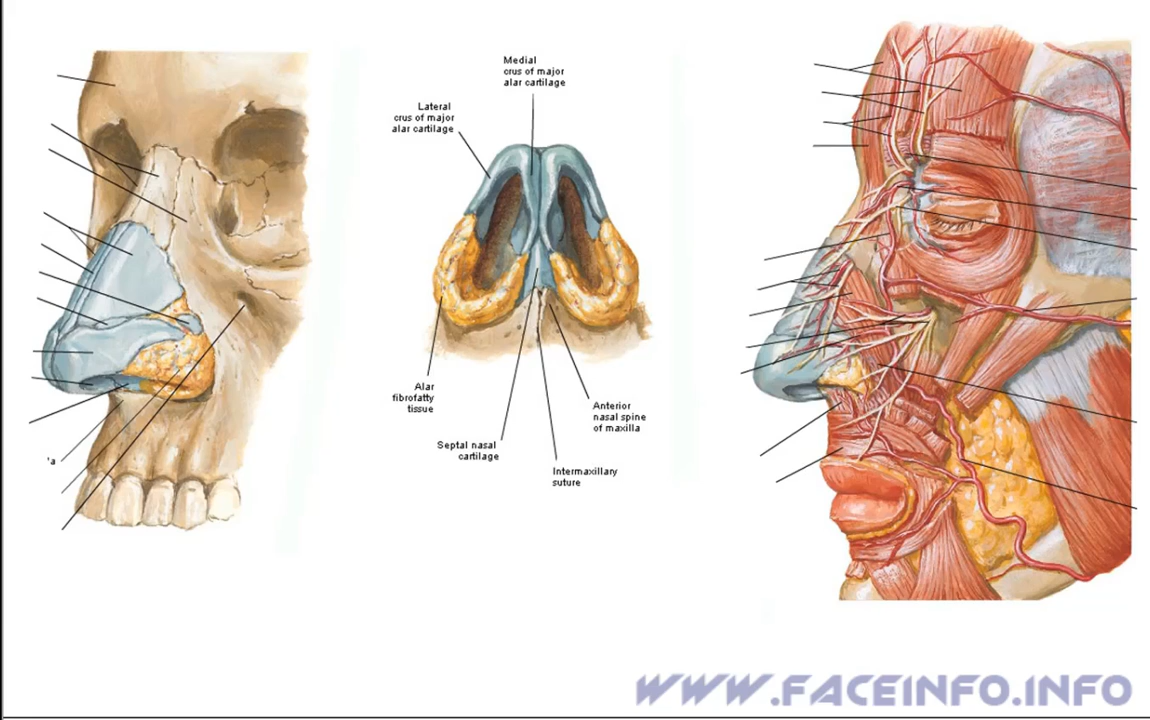 Medial
crus of major
alar cartilage
Lateral
crus of major
alar cartilage
Alar
fibrofatty
tissue
Septal nasal
cartilage
Intermaxillary
suture
Anterior
nasal spine
of maxilla
'a
WWW.FACEINFO.INFO